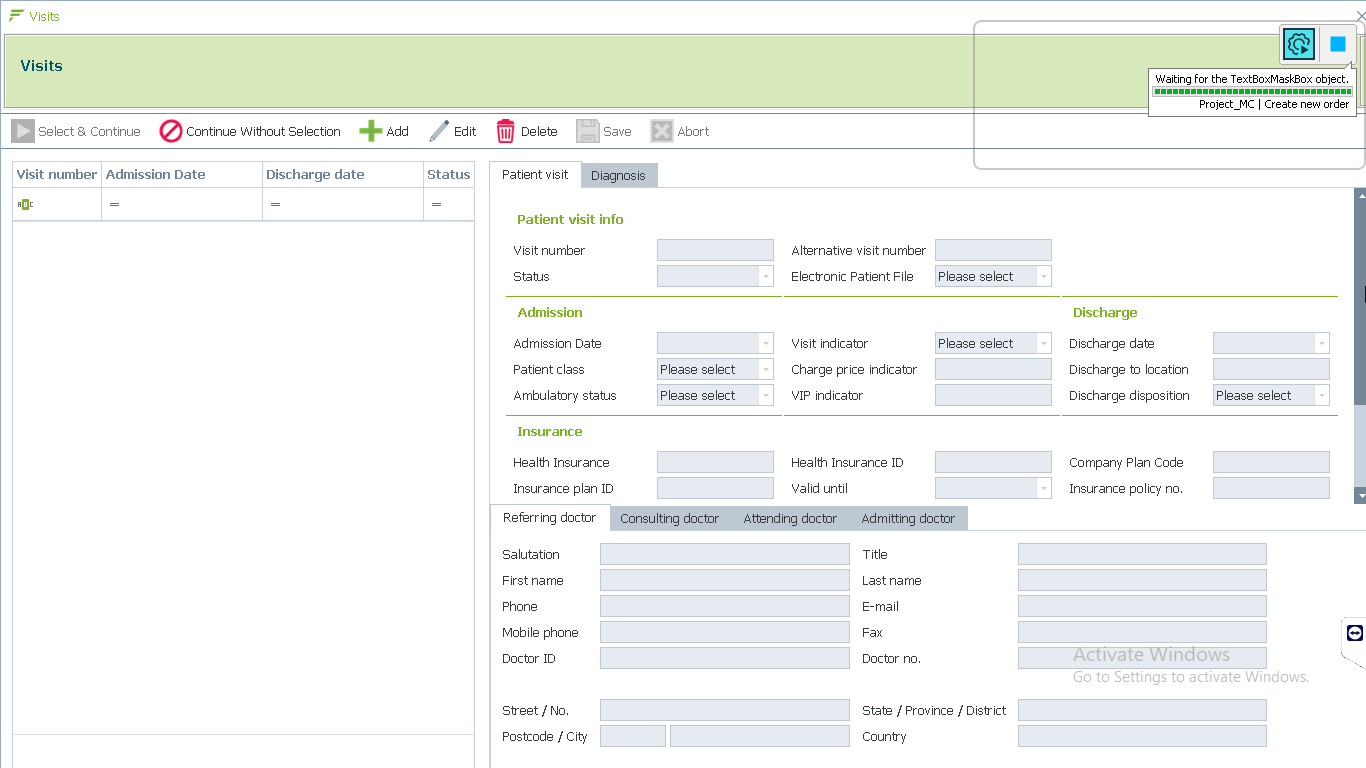 Visits
Visits
Waiting for the TextBoxMaskBox object.
Project_MC | Create new order
Select & Continue Continue Without Selection Add Edit Delete Save Abort
Visit number Admission Date Discharge date Status
ABC = = =
Patient visit Diagnosis
Patient visit info
Visit number Alternative visit number
Status Electronic Patient File Please select
Admission Discharge
Admission Date Visit indicator Please select Discharge date
Patient class Please select Charge price indicator Discharge to location
Ambulatory status Please select VIP indicator Discharge disposition Please select
Insurance
Health Insurance Health Insurance ID Company Plan Code
Insurance plan ID Valid until Insurance policy no.
Referring doctor Consulting doctor Attending doctor Admitting doctor
Salutation Title
First name Last name
Phone E-mail
Mobile phone Fax
Doctor ID Doctor no.
Activate Windows
Go to Settings to activate Windows.
Street / No. State / Province / District
Postcode / City Country